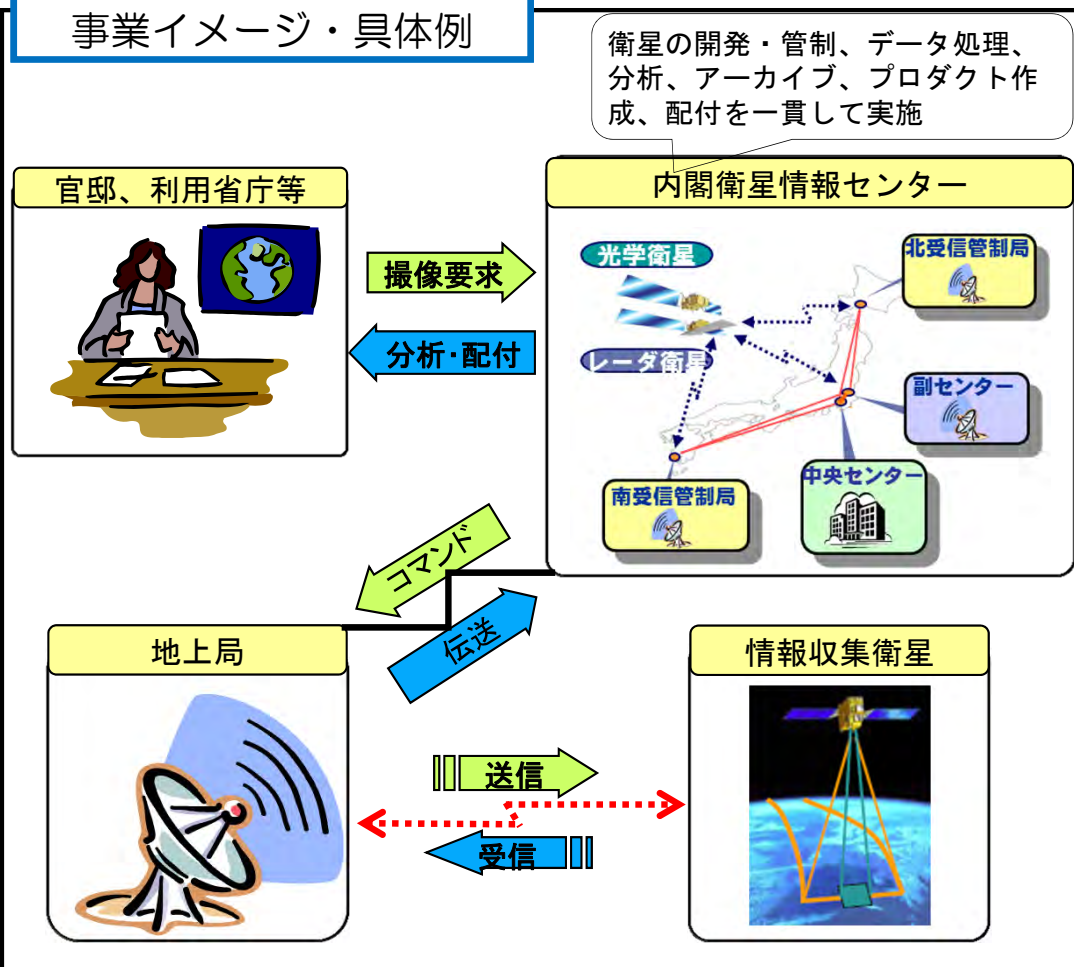 事業イメージ・具体例
衛星の開発・管制、データ処理、
分析、アーカイブ、プロダクト作
成、配付を一貫して実施
官邸、利用省庁等
内閣衛星情報センター
撮像要求
分析・配付
光学衛星
レーダ衛星
北受信管制局
副センター
中央センター
南受信管制局
コマンド
伝送
地上局
情報収集衛星
送信
受信